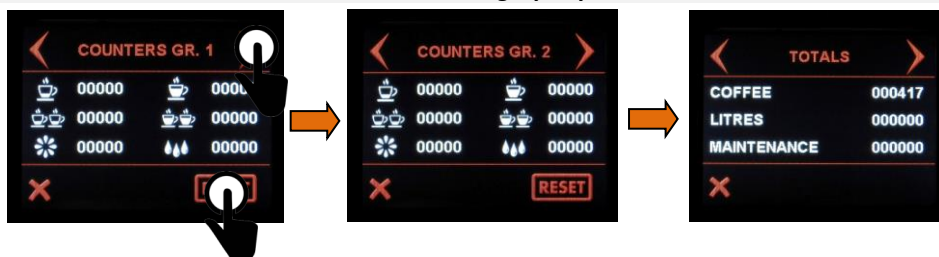 COUNTERS GR. 1
00000
00000 00000
00000 00000
COUNTERS GR. 2
00000 00000
00000 00000
00000 00000
RESET
TOTALS
COFFEE 000417
LITRES 000000
MAINTENANCE 000000